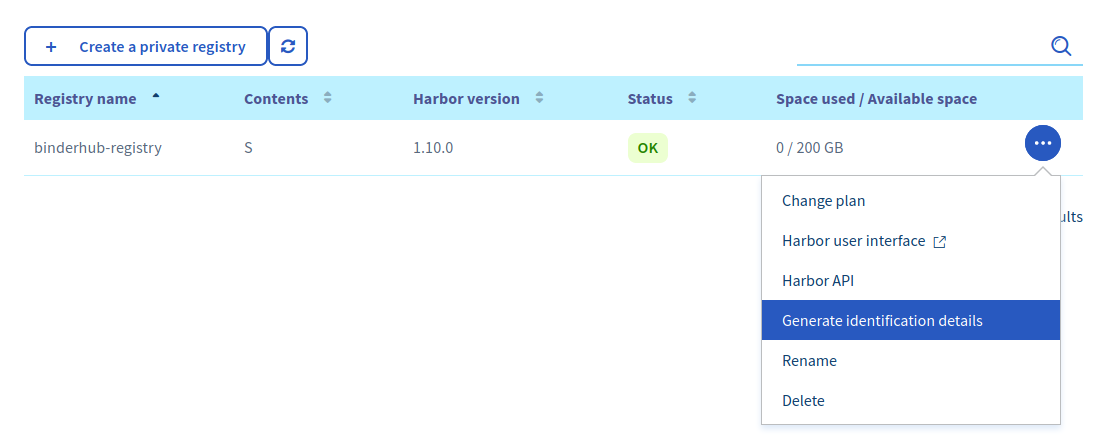 + Create a private registry
Registry name Contents Harbor version Status Space used / Available space
binderhub-registry S 1.10.0 OK 0 / 200 GB
Change plan
ults
Harbor user interface
Harbor API
Generate identification details
Rename
Delete